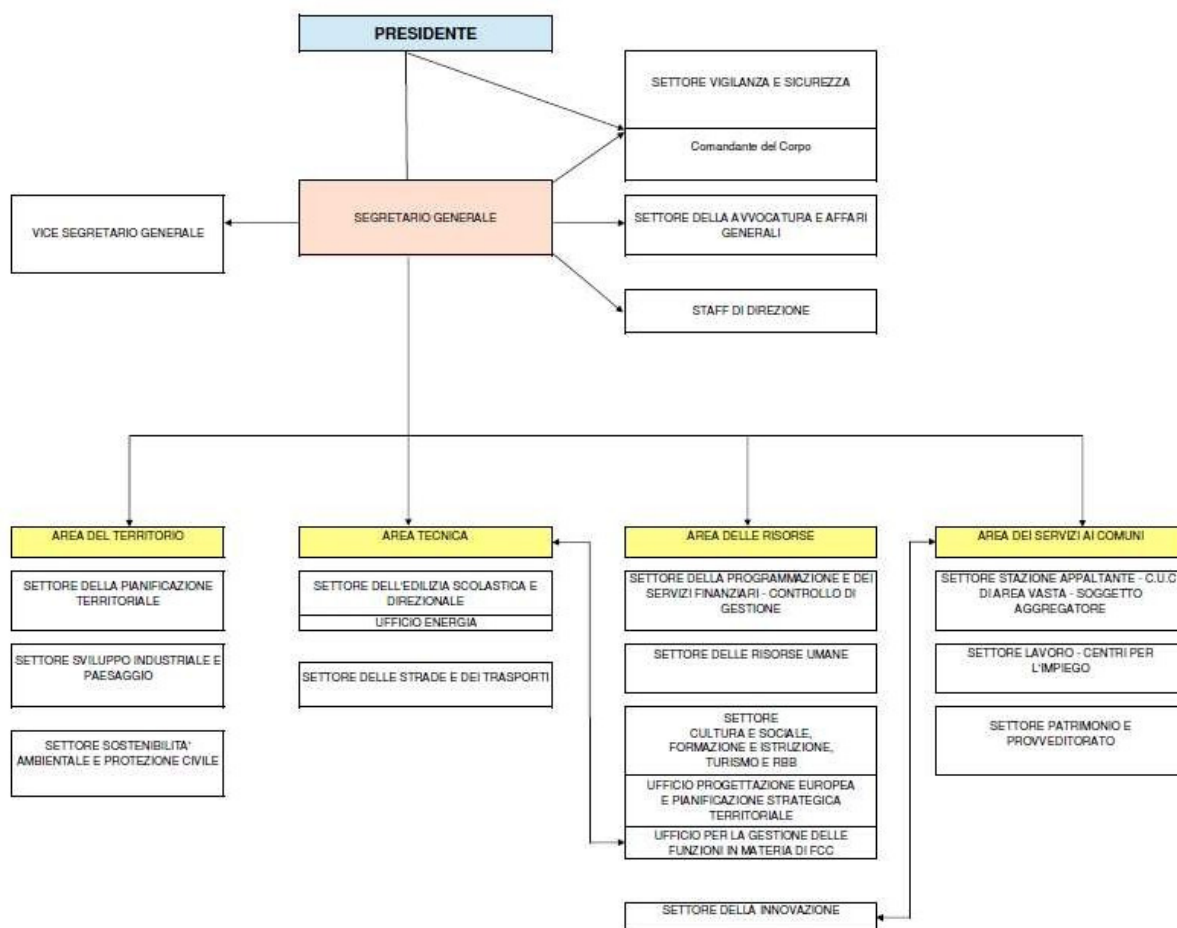 PRESIDENTE
SETTORE VIGILANZA E SICUREZZA
Comandante del Corpo
VICE SEGRETARIO GENERALE
SEGRETARIO GENERALE
SETTORE DELLA AVVOCATURA E AFFARI
GENERALI
STAFF DI DIREZIONE
AREA DEL TERRITORIO
SETTORE DELLA PIANIFICAZIONE
TERRITORIALE
SETTORE SVILUPPO INDUSTRIALE E
PAESAGGIO
SETTORE SOSTENIBILITA'
AMBIENTALE E PROTEZIONE CIVILE
AREA TECNICA
SETTORE DELL'EDILIZIA SCOLASTICA E
DIREZIONALE
UFFICIO ENERGIA
SETTORE DELLE STRADE E DEI TRASPORTI
AREA DELLE RISORSE
SETTORE DELLA PROGRAMMAZIONE E DEI
SERVIZI FINANZIARI - CONTROLLO DI
GESTIONE
SETTORE DELLE RISORSE UMANE
SETTORE
CULTURA E SOCIALE,
FORMAZIONE E ISTRUZIONE,
TURISMO E RBB
UFFICIO PROGETTAZIONE EUROPEA
E PIANIFICAZIONE STRATEGICA
TERRITORIALE
UFFICIO PER LA GESTIONE DELLE
FUNZIONI IN MATERIA DI FCC
SETTORE DELLA INNOVAZIONE
AREA DEI SERVIZI AI COMUNI
SETTORE STAZIONE APPALTANTE - C.U.C
DI AREA VASTA - SOGGETTO
AGGREGATORE
SETTORE LAVORO - CENTRI PER
L'IMPIEGO
SETTORE PATRIMONIO E
PROVVEDITORATO